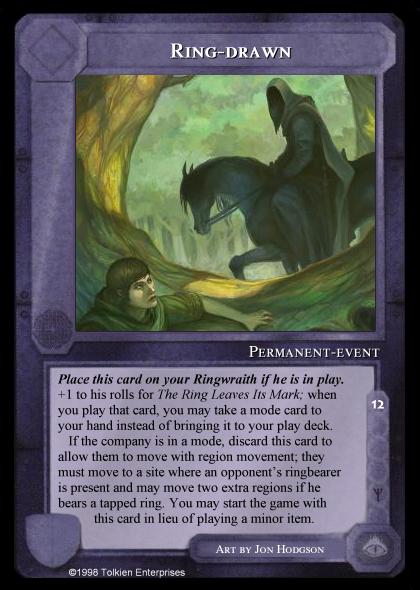 Ring-drawn
Permanent-event
Place this card on your Ringwraith if he is in play.
+1 to his rolls for The Ring Leaves Its Mark; when
you play that card, you may take a mode card to
your hand instead of bringing it to your play deck.
If the company is in a mode, discard this card to
allow them to move with region movement; they
must move to a site where an opponent's ringbearer
is present and may move two extra regions if he
bears a tapped ring. You may start the game with
this card in lieu of playing a minor item.
12
Art by Jon Hodgson
©1998 Tolkien Enterprises